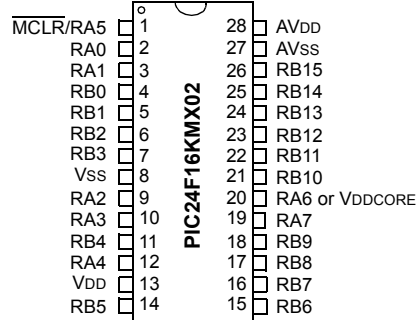 MCLR/RA5 1 28 AVDD
RA0 2 27 AVSS
RA1 3 26 RB15
RB0 4 25 RB14
RB1 5 24 RB13
RB2 6 23 RB12
RB3 7 22 RB11
VSS 8 21 RB10
RA2 9 20 RA6 or VDDCORE
RA3 10 19 RA7
RB4 11 18 RB9
RA4 12 17 RB8
VDD 13 16 RB7
RB5 14 15 RB6
PIC24F16KMX02